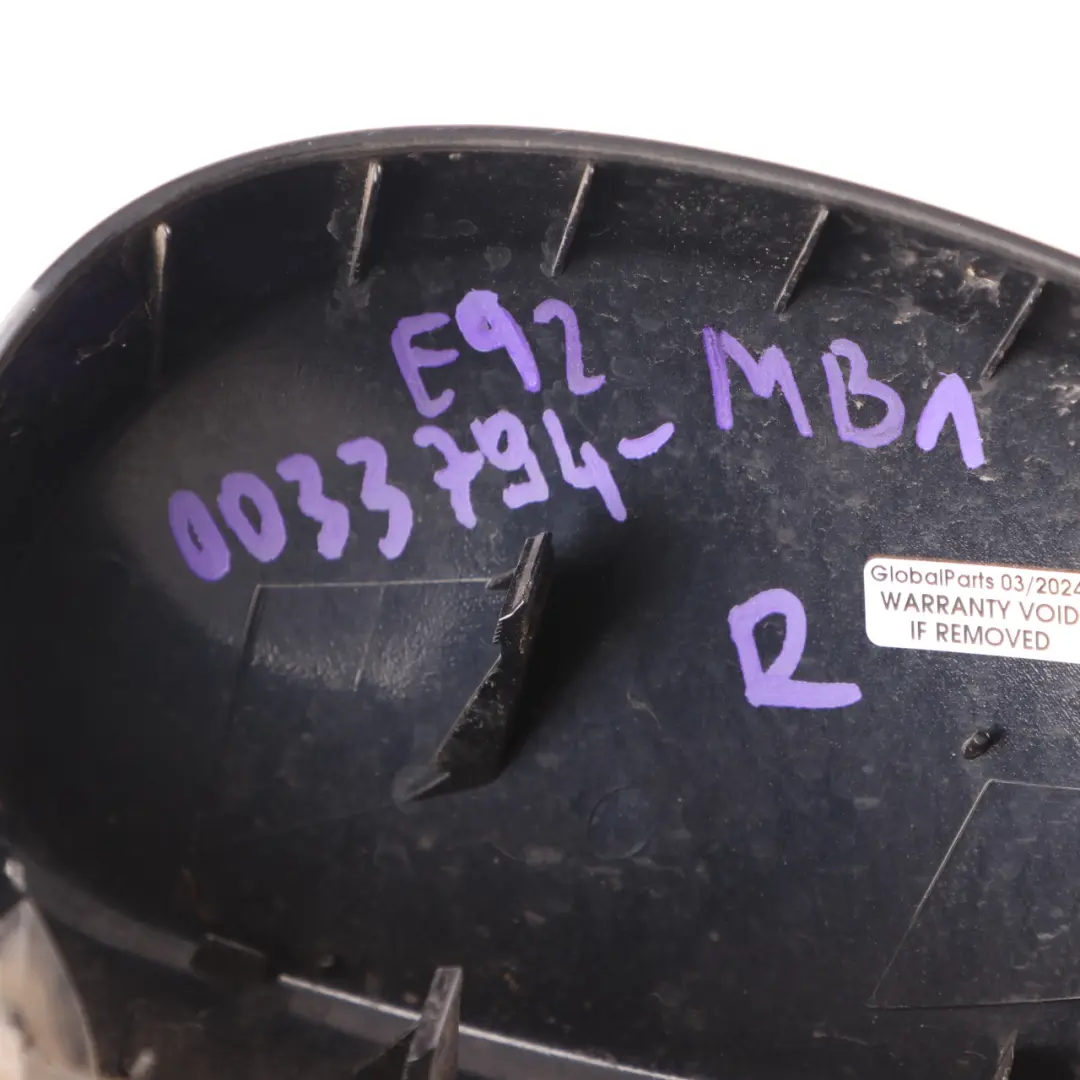 E92
0033794-MB1
R
GlobalParts 03/2024
WARRANTY VOID
IF REMOVED